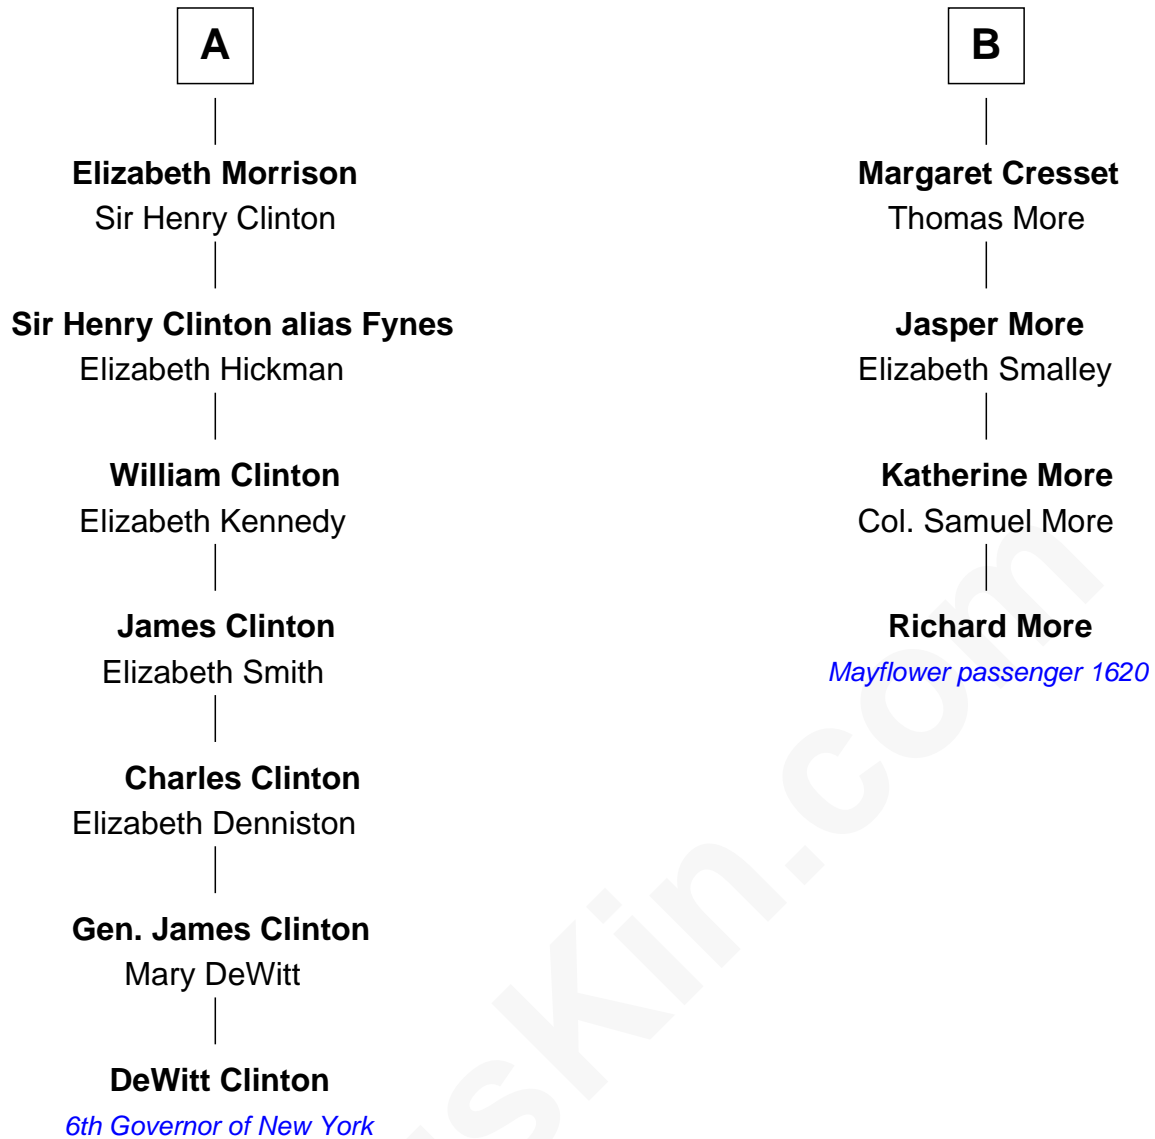 A
Elizabeth Morrison
Sir Henry Clinton
Sir Henry Clinton alias Fynes
Elizabeth Hickman
William Clinton
Elizabeth Kennedy
James Clinton
Elizabeth Smith
Charles Clinton
Elizabeth Denniston
Gen. James Clinton
Mary DeWitt
DeWitt Clinton
6th Governor of New York
B
Margaret Cresset
Thomas More
Jasper More
Elizabeth Smalley
Katherine More
Col. Samuel More
Richard More
Mayflower passenger 1620
isKin.com